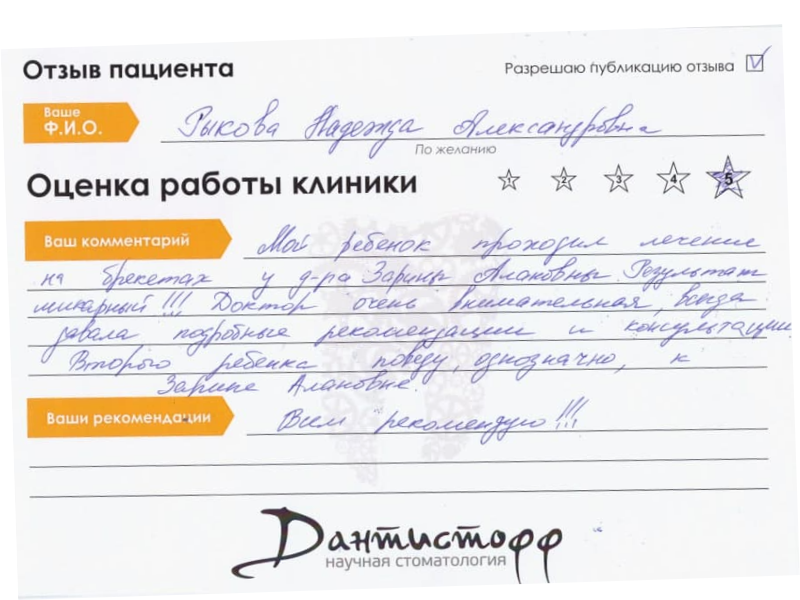 Отзыв пациента
Разрешаю публикацию отзыва
Ваше
Ф.И.О.
Рыкова Надежда Александровна
По желанию
Оценка работы клиники
1 2 3 4 5
Ваш комментарий
Мой ребенок проходил лечение
на брекетах у д-ра Зарины Алановны. Результат
шикарный!!! Доктор очень внимательная, всегда
давала подробные рекомендации и консультации.
Второго ребенка поведу, однозначно, к
Зарине Алановне.
Ваши рекомендации
Всем рекомендую!!!
Дантистофф
научная стоматология